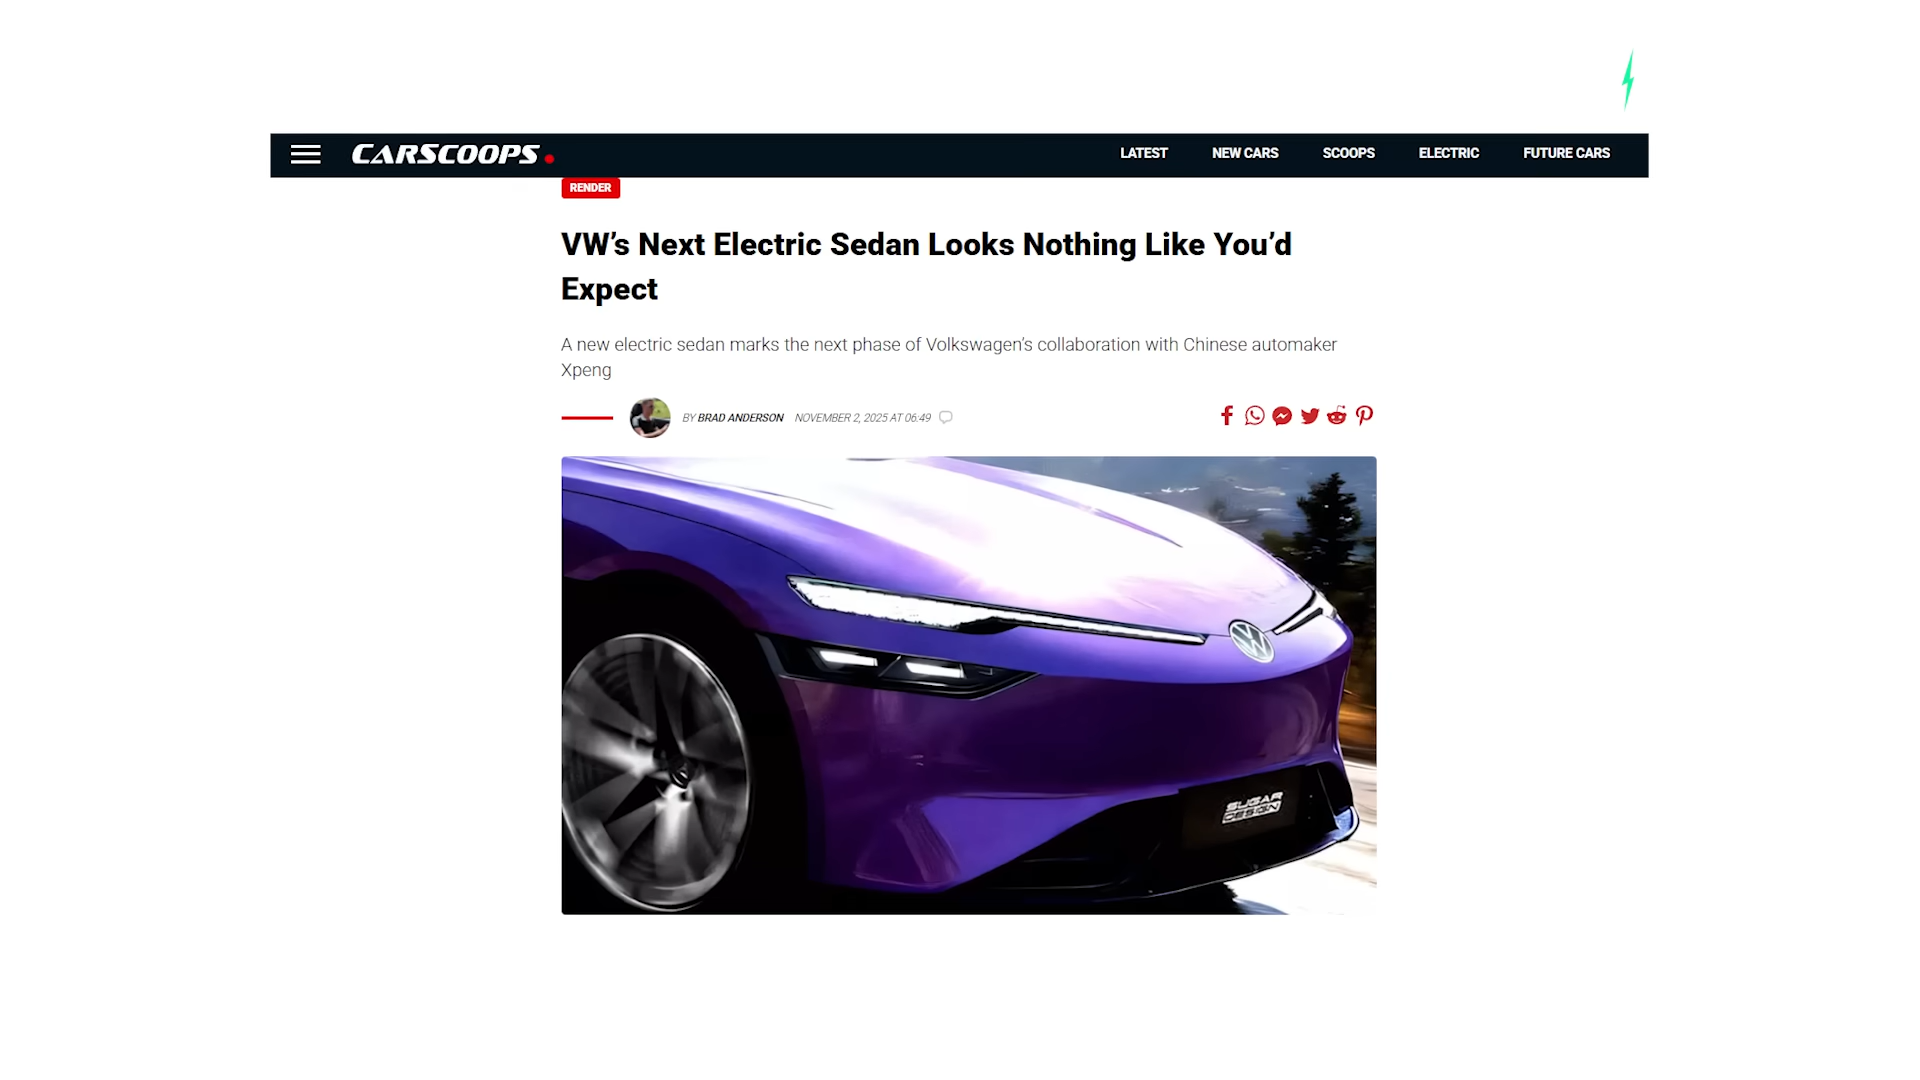 CARSCOOPS.
LATEST NEW CARS SCOOPS ELECTRIC FUTURE CARS
RENDER
VW’s Next Electric Sedan Looks Nothing Like You’d
Expect
A new electric sedan marks the next phase of Volkswagen’s collaboration with Chinese automaker
Xpeng
BY BRAD ANDERSON NOVEMBER 2, 2025 AT 06:49
SUGAR
DESIGN